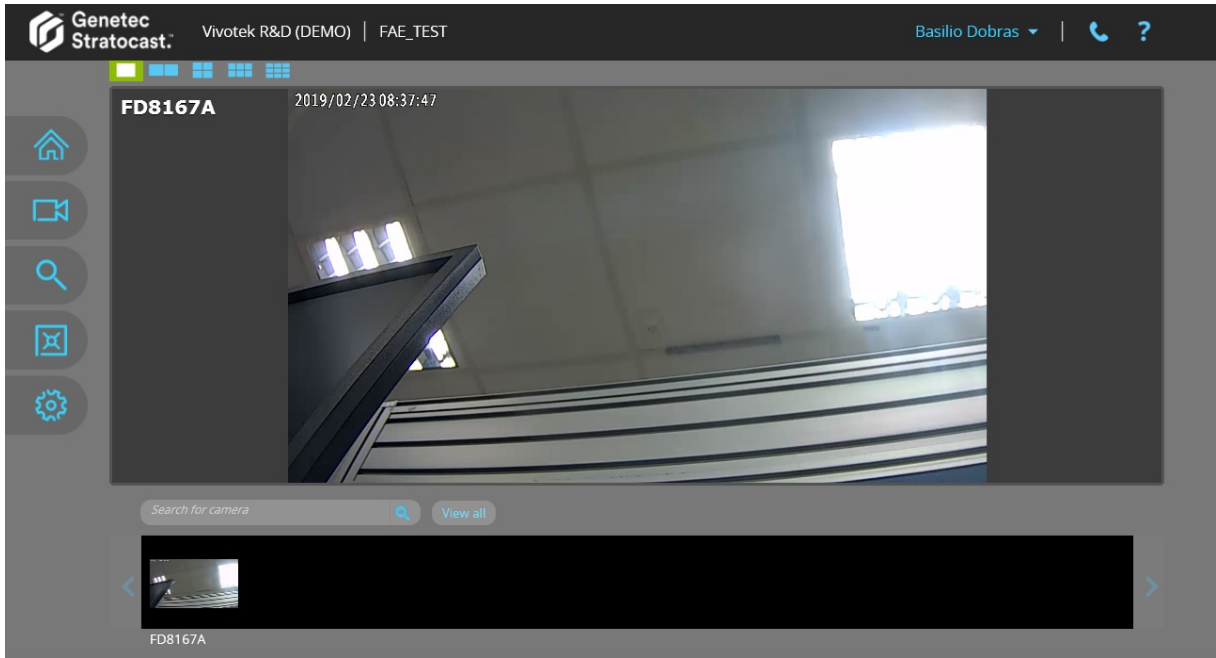 Genetec
Stratocast.™
Vivotek R&D (DEMO) | FAE_TEST
Basilio Dobras
?
FD8167A
2019/02/23 08:37:47
Search for camera
View all
FD8167A